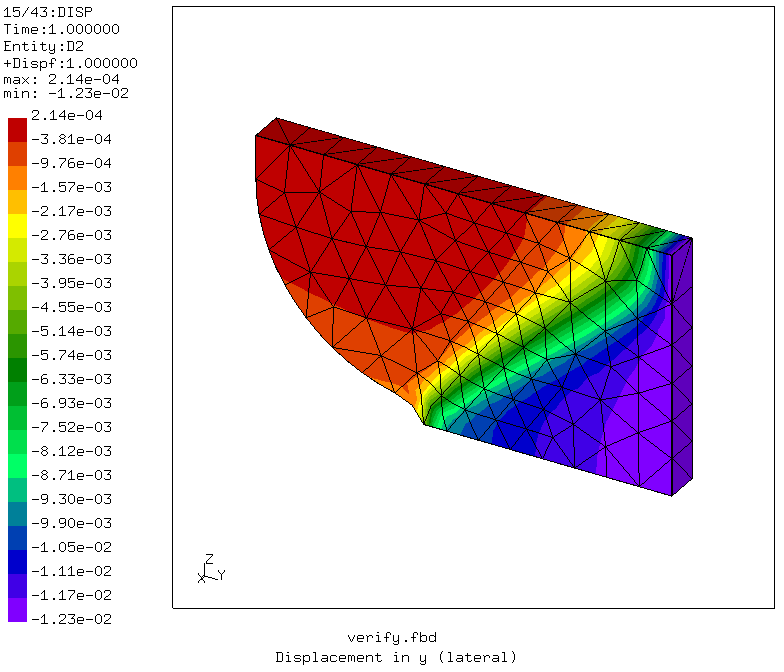 15/43:DISP
Time:1.000000
Entity:D2
+Dispf:1.000000
max: 2.14e-04
min: -1.23e-02
2.14e-04
-3.81e-04
-9.76e-04
-1.57e-03
-2.17e-03
-2.76e-03
-3.36e-03
-3.95e-03
-4.55e-03
-5.14e-03
-5.74e-03
-6.33e-03
-6.93e-03
-7.52e-03
-8.12e-03
-8.71e-03
-9.30e-03
-9.90e-03
-1.05e-02
-1.11e-02
-1.17e-02
-1.23e-02
Z
X Y
verify.fbd
Displacement in y (lateral)